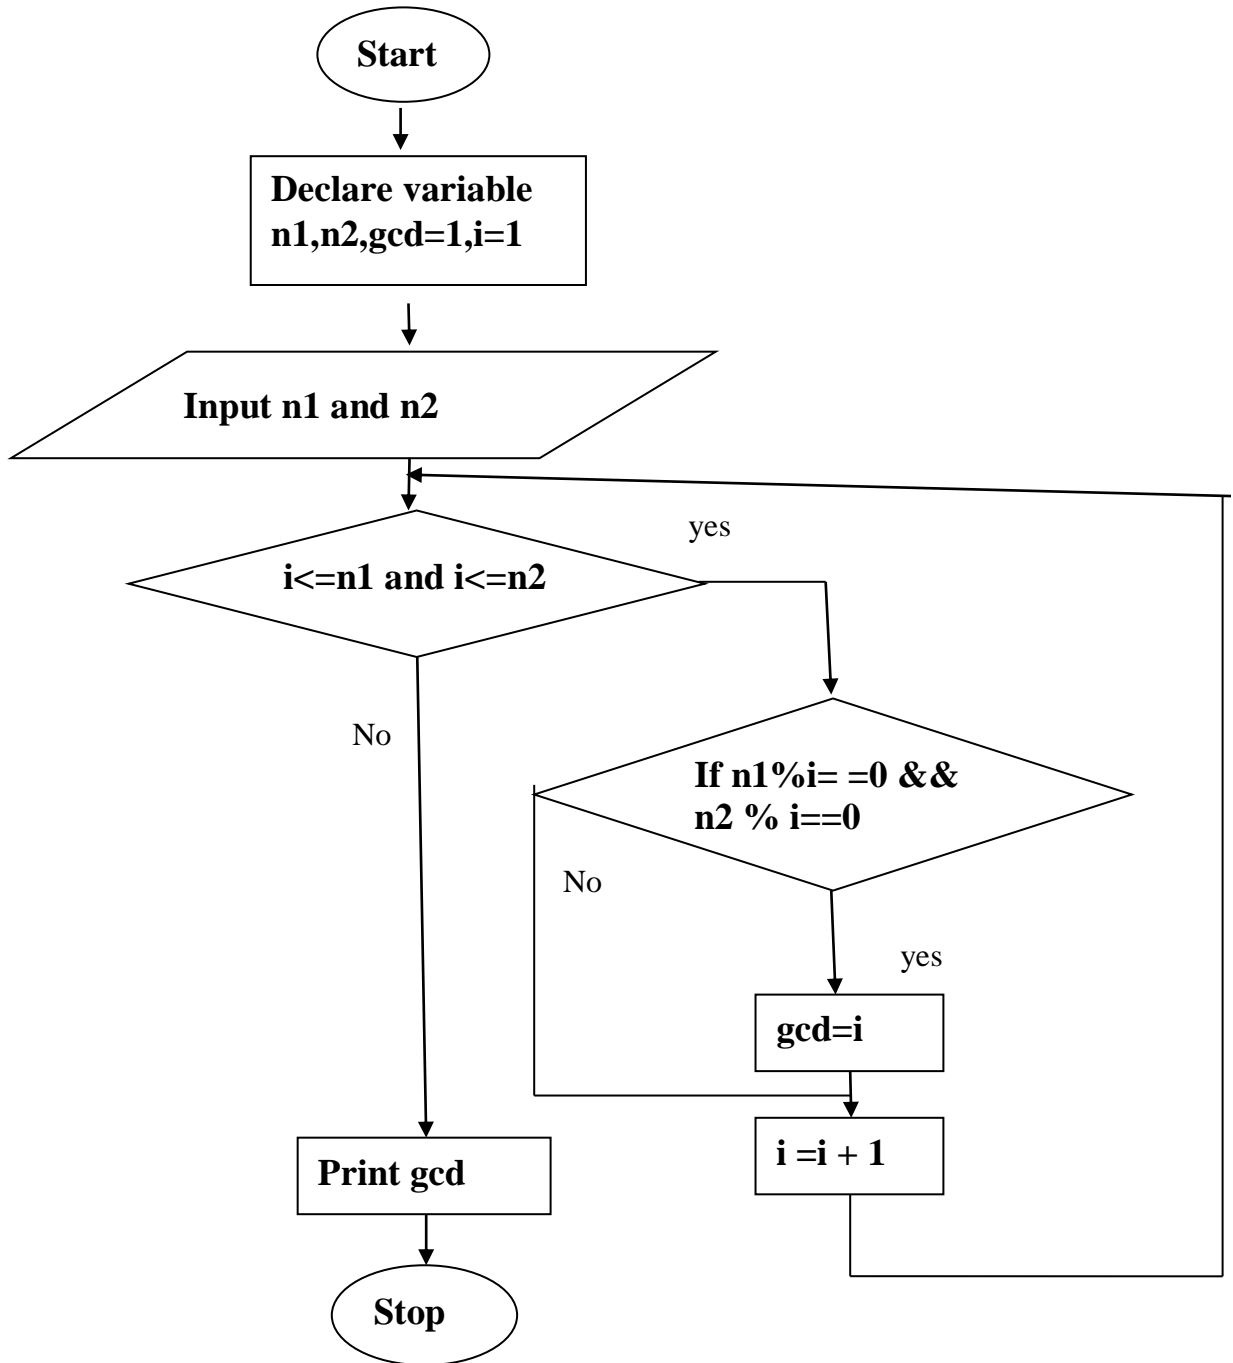 Start
Declare variable
n1,n2,gcd=1,i=1
Input n1 and n2
yes
i<=n1 and i<=n2
No
If n1%i= =0 &&
n2 % i==0
No
yes
gcd=i
i =i + 1
Print gcd
Stop